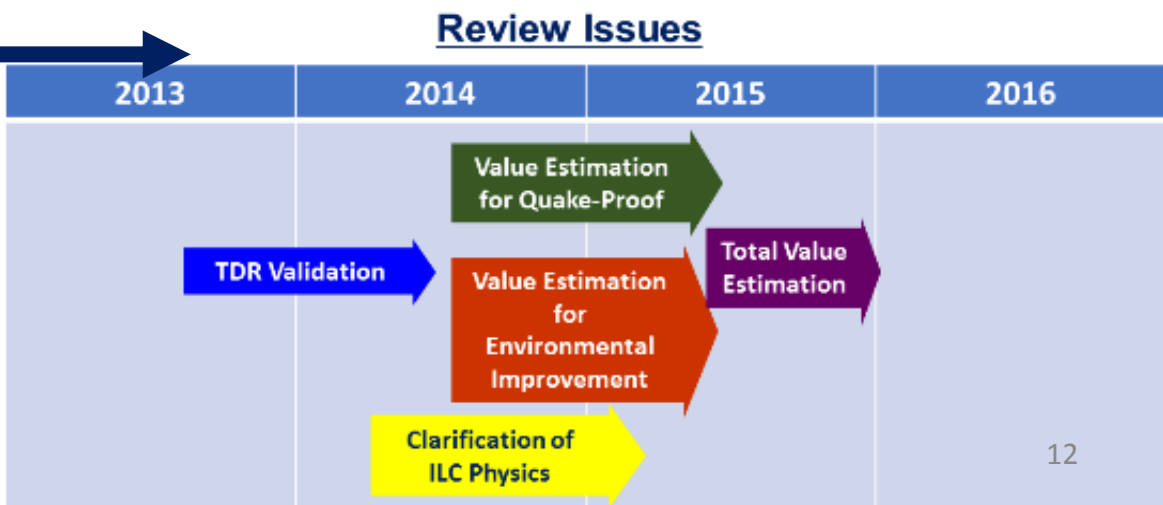 Review Issues
2013 2014 2015 2016
Value Estimation
for Quake-Proof
TDR Validation
Value Estimation
for
Environmental
Improvement
Total Value
Estimation
Clarification of
ILC Physics
12